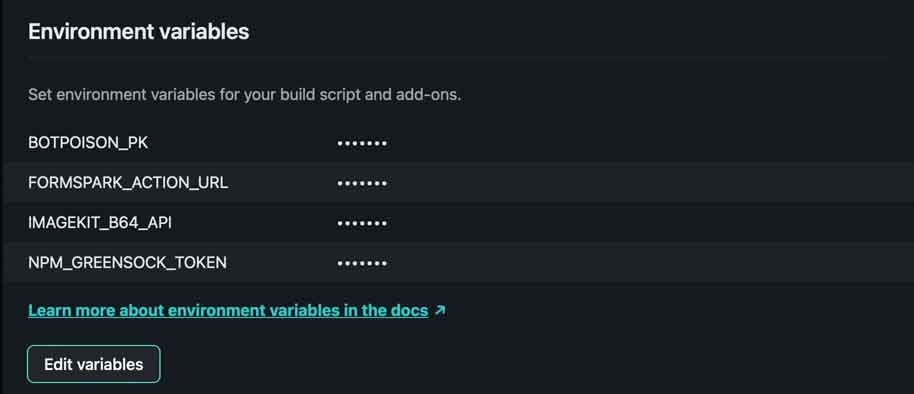 Environment variables
Set environment variables for your build script and add-ons.
BOTPOISON_PK •••••••
FORMSPARK_ACTION_URL •••••••
IMAGEKIT_B64_API •••••••
NPM_GREENSOCK_TOKEN •••••••
Learn more about environment variables in the docs ↗
Edit variables